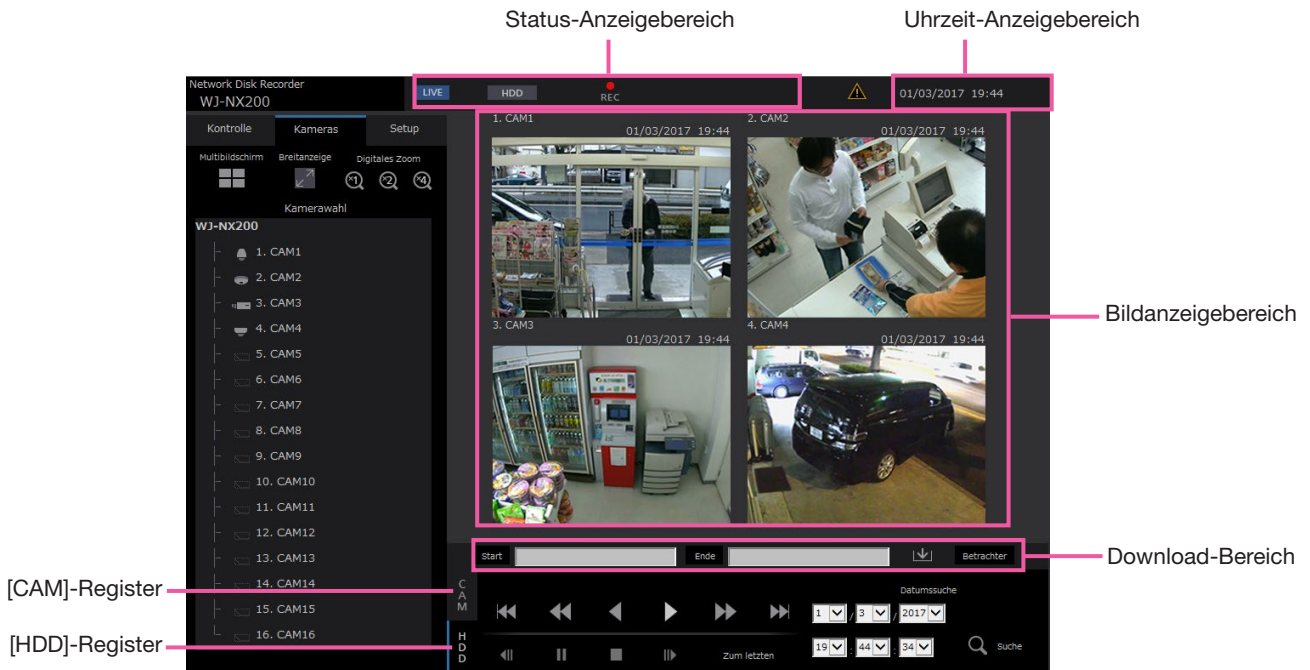 Status-Anzeigebereich
Uhrzeit-Anzeigebereich
Network Disk Recorder
WJ-NX200
LIVE
HDD
REC
01/03/2017 19:44
Kontrolle
Kameras
Setup
Multibildschirm
Breitanzeige
Digitales Zoom
×1
×2
×4
Kamerawahl
WJ-NX200
1. CAM1
2. CAM2
3. CAM3
4. CAM4
5. CAM5
6. CAM6
7. CAM7
8. CAM8
9. CAM9
10. CAM10
11. CAM11
12. CAM12
13. CAM13
14. CAM14
15. CAM15
16. CAM16
1. CAM1
01/03/2017 19:44
2. CAM2
01/03/2017 19:44
3. CAM3
01/03/2017 19:44
4. CAM4
01/03/2017 19:44
Bildanzeigebereich
Start
Ende
Betrachter
Download-Bereich
[CAM]-Register
CAM
[HDD]-Register
HDD
Datumssuche
1 / 3 / 2017
19 : 44 : 34
Suche
Zum letzten